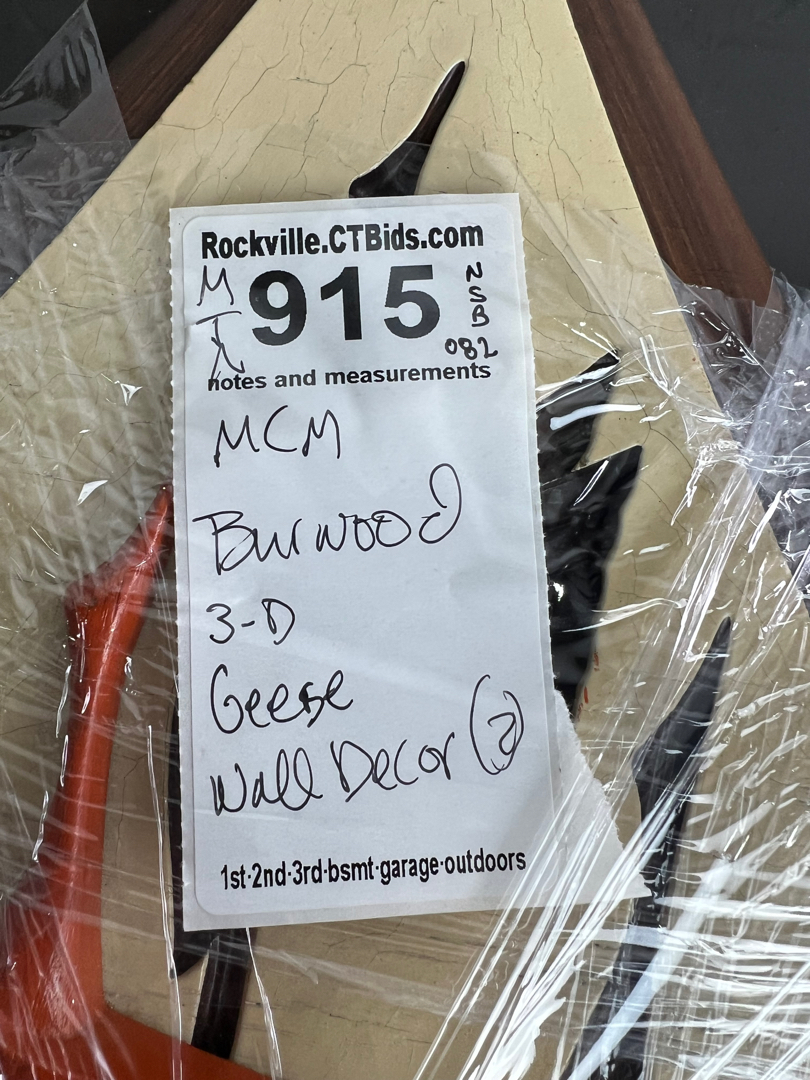 Rockville.CTBids.com
M
915
NSB
082
notes and measurements
MCM
Burwood
3-D
Geese
Wall Decor (2)
1st·2nd·3rd·bsmt·garage·outdoors